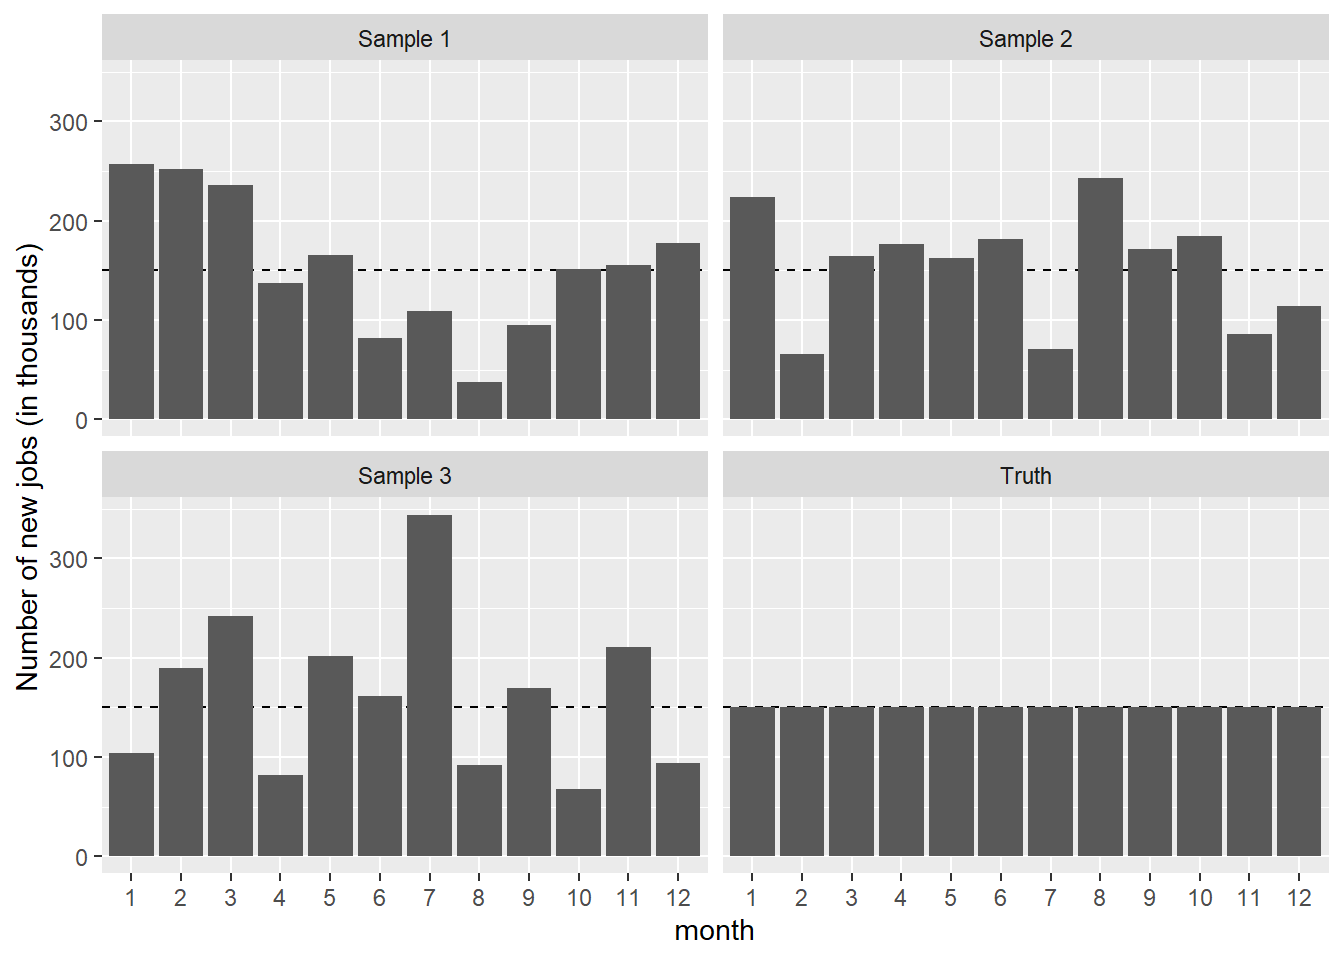 Sample 1
Sample 2
300
200
100
0
Sample 3
Truth
300
200
100
0
Number of new jobs (in thousands)
1 2 3 4 5 6 7 8 9 10 11 12
1 2 3 4 5 6 7 8 9 10 11 12
month